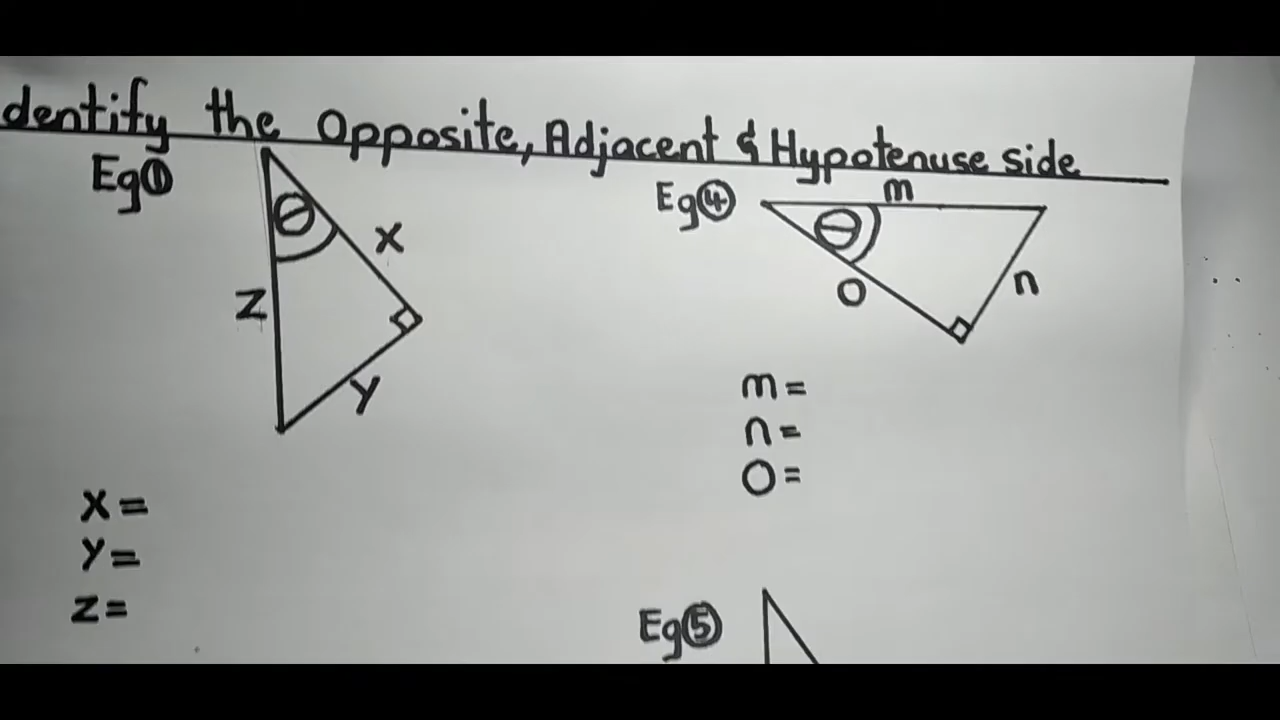 dentify the Opposite, Adjacent & Hypotenuse side
Eg①
θ
X
Z
Y
X =
Y =
Z =
Eg④
m
θ
n
O
m =
n =
O =
Eg⑤